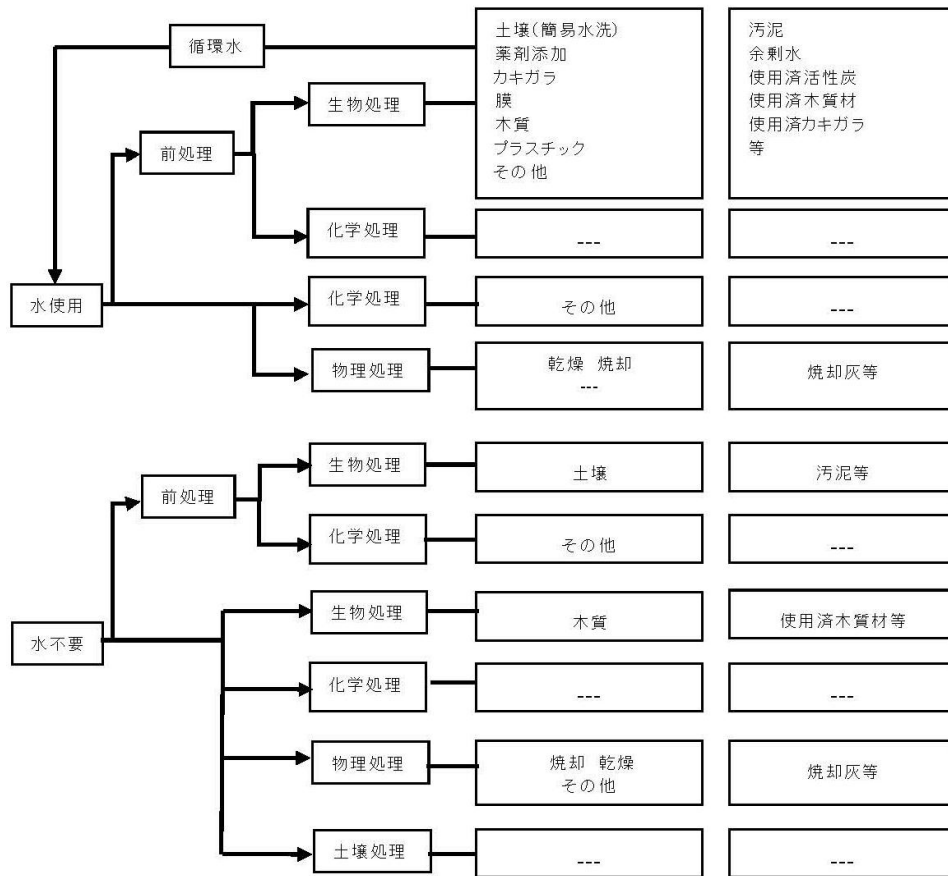 循環水
土壌(簡易水洗)
薬剤添加
カキガラ
膜
木質
プラスチック
その他
汚泥
余剰水
使用済活性炭
使用済木質材
使用済カキガラ
等
生物処理
前処理
化学処理
---
---
水使用
化学処理
その他
---
物理処理
乾燥 焼却
---
焼却灰等
生物処理
土壌
汚泥等
前処理
化学処理
その他
---
生物処理
木質
使用済木質材等
水不要
化学処理
---
---
物理処理
焼却 乾燥
その他
焼却灰等
土壌処理
---
---